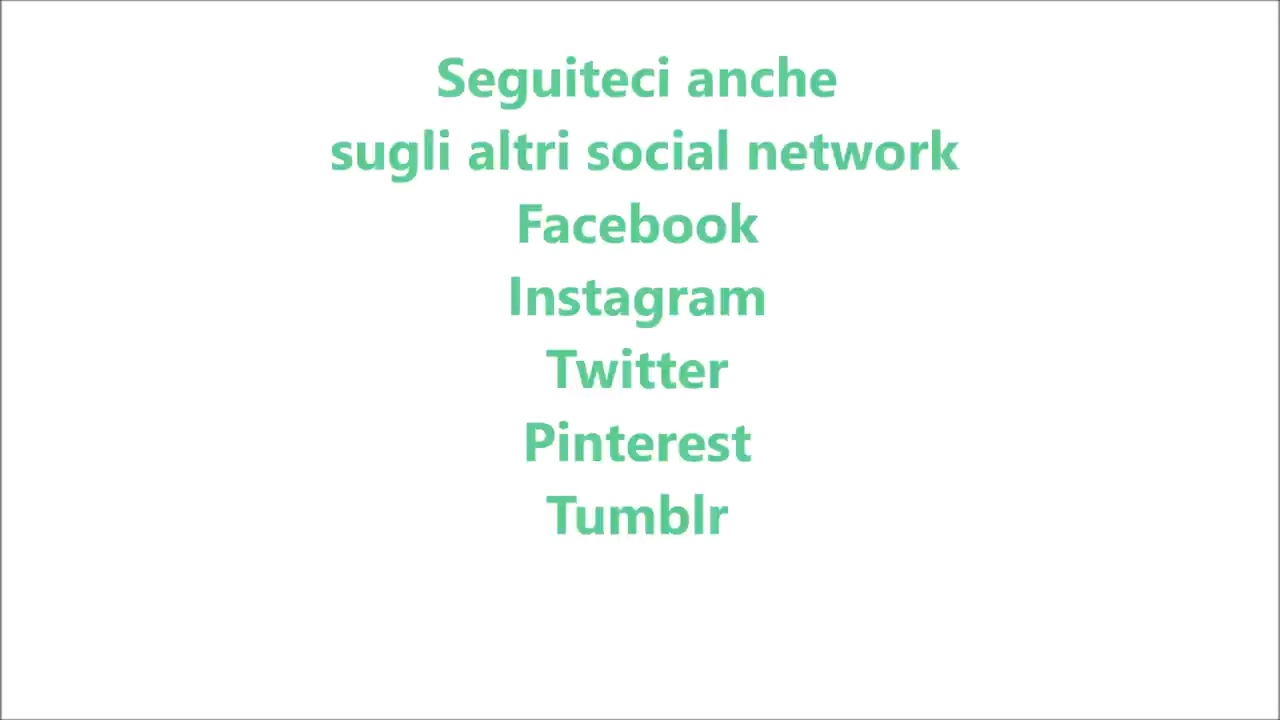 Seguiteci anche
sugli altri social network
Facebook
Instagram
Twitter
Pinterest
Tumblr